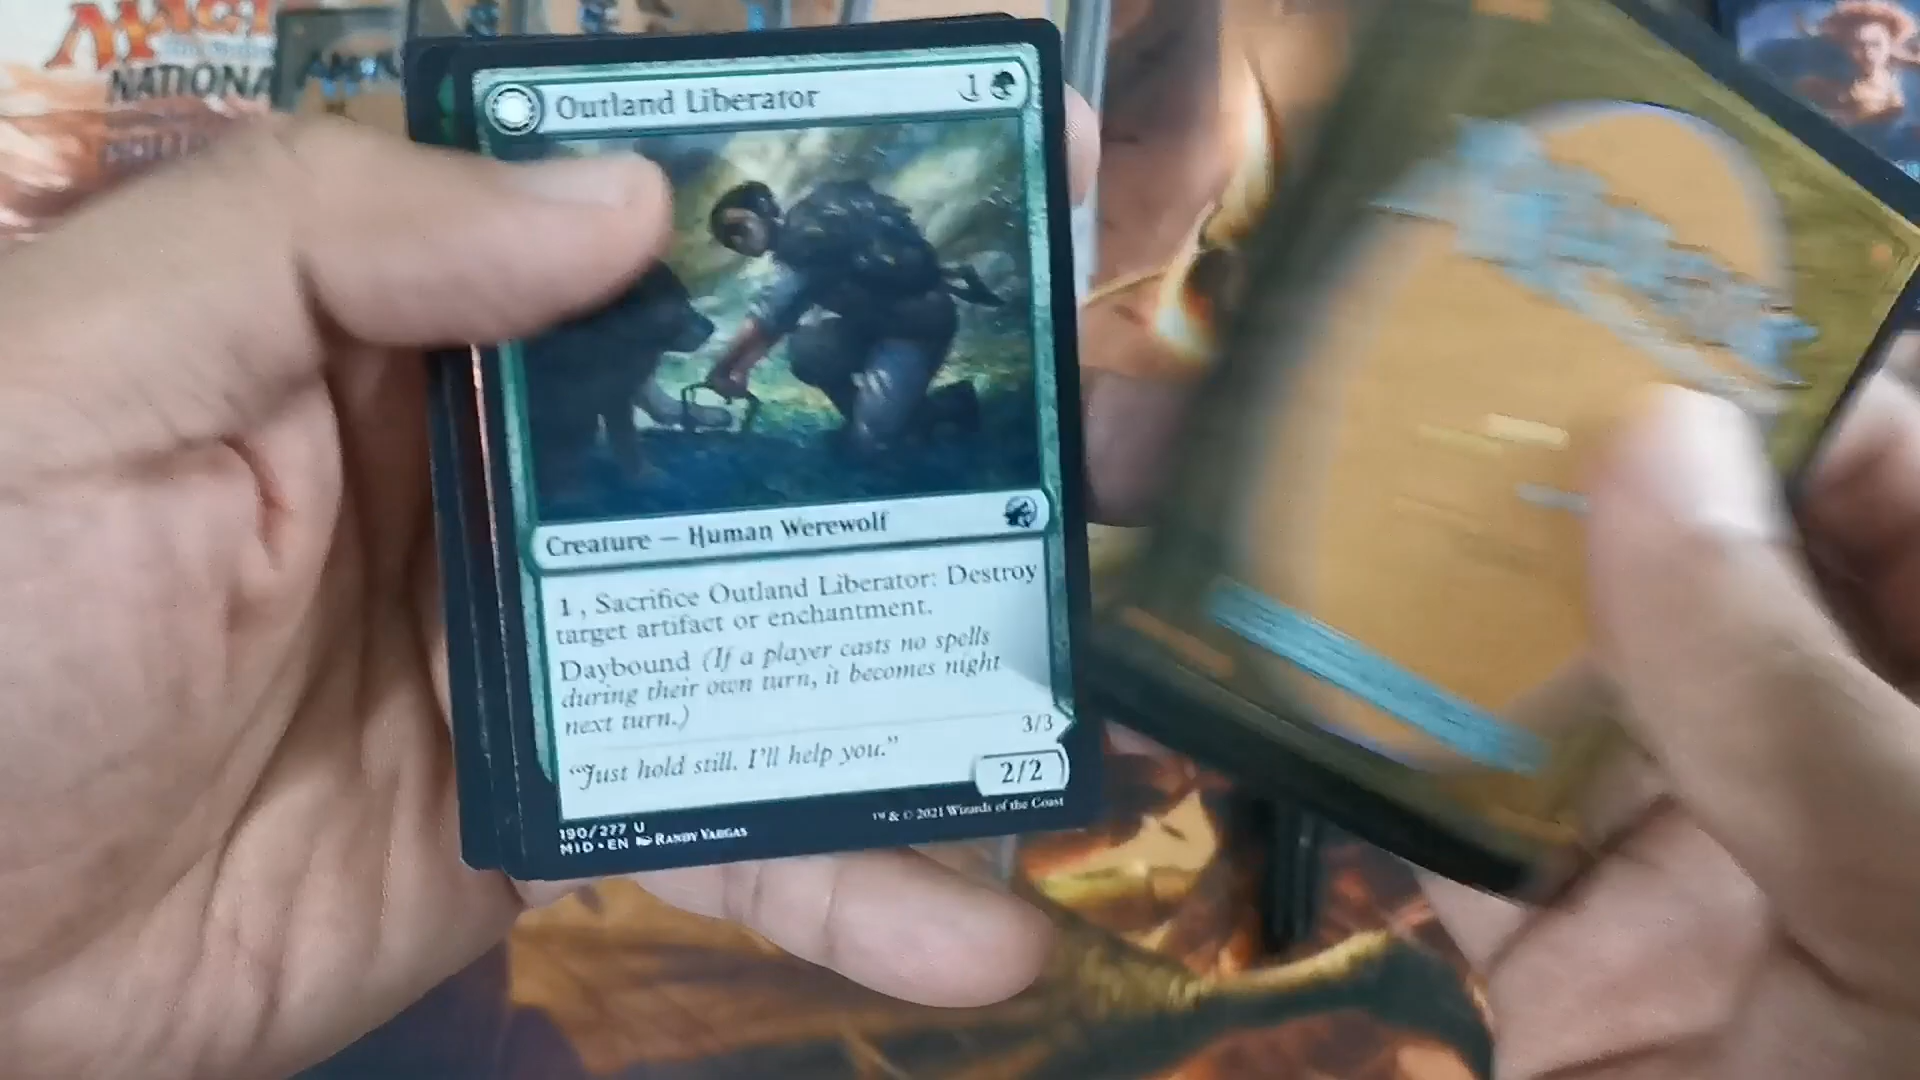 NATIONA
Outland Liberator 1
Creature — Human Werewolf
1 , Sacrifice Outland Liberator: Destroy
target artifact or enchantment.
Daybound (If a player casts no spells
during their own turn, it becomes night
next turn.)
3/3
“Just hold still. I’ll help you.”
2/2
190/277 U
MID • EN RANDY VARGAS
™ & © 2021 Wizards of the Coast